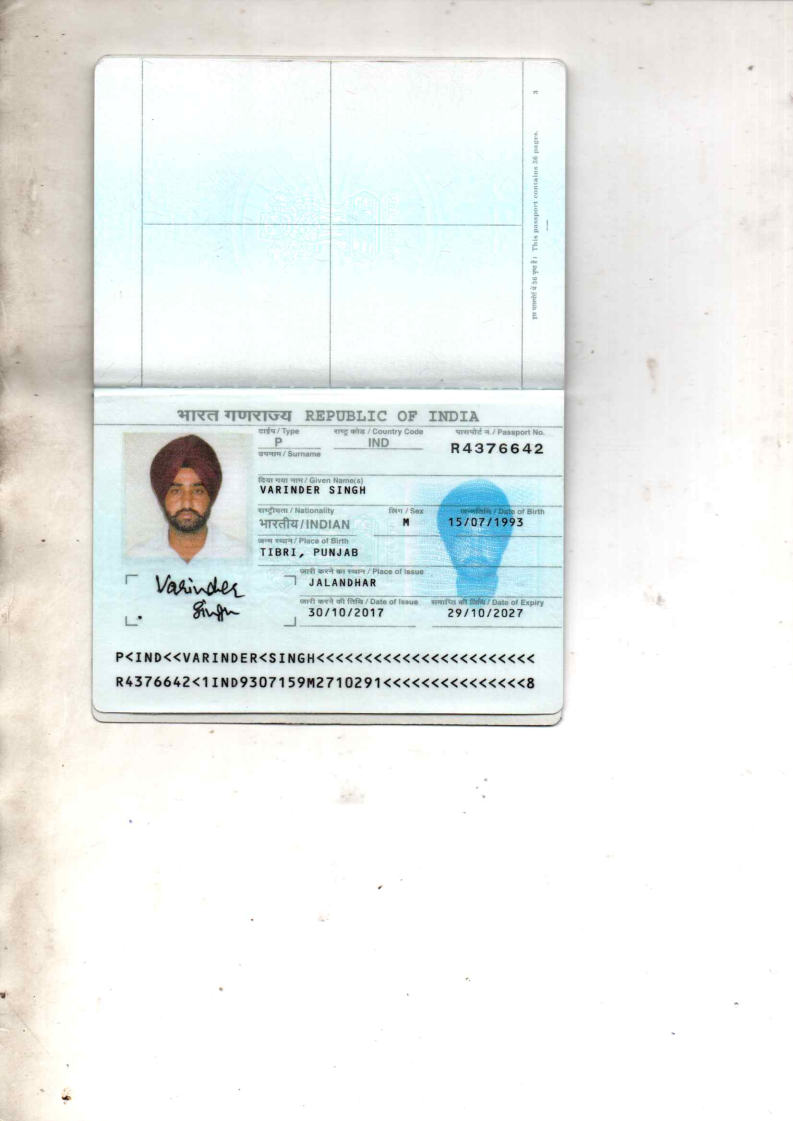 3
इस पासपोर्ट में 36 पृष्ठ हैं। This passport contains 36 pages.
भारत गणराज्य REPUBLIC OF INDIA
टाईप / Type राष्ट्र कोड / Country Code पासपोर्ट न. / Passport No.
P IND R4376642
उपनाम / Surname
दिया गया नाम / Given Name(s)
VARINDER SINGH
राष्ट्रीयता / Nationality लिंग / Sex जन्मतिथि / Date of Birth
भारतीय/INDIAN M 15/07/1993
जन्म स्थान / Place of Birth
TIBRI, PUNJAB
जारी करने का स्थान / Place of Issue
JALANDHAR
जारी करने की तिथि / Date of Issue समाप्ति की तिथि / Date of Expiry
30/10/2017 29/10/2027
Varinder
Singh
P<IND<<VARINDER<SINGH<<<<<<<<<<<<<<<<<<<<<<<
R4376642<1IND9307159M2710291<<<<<<<<<<<<<<<8